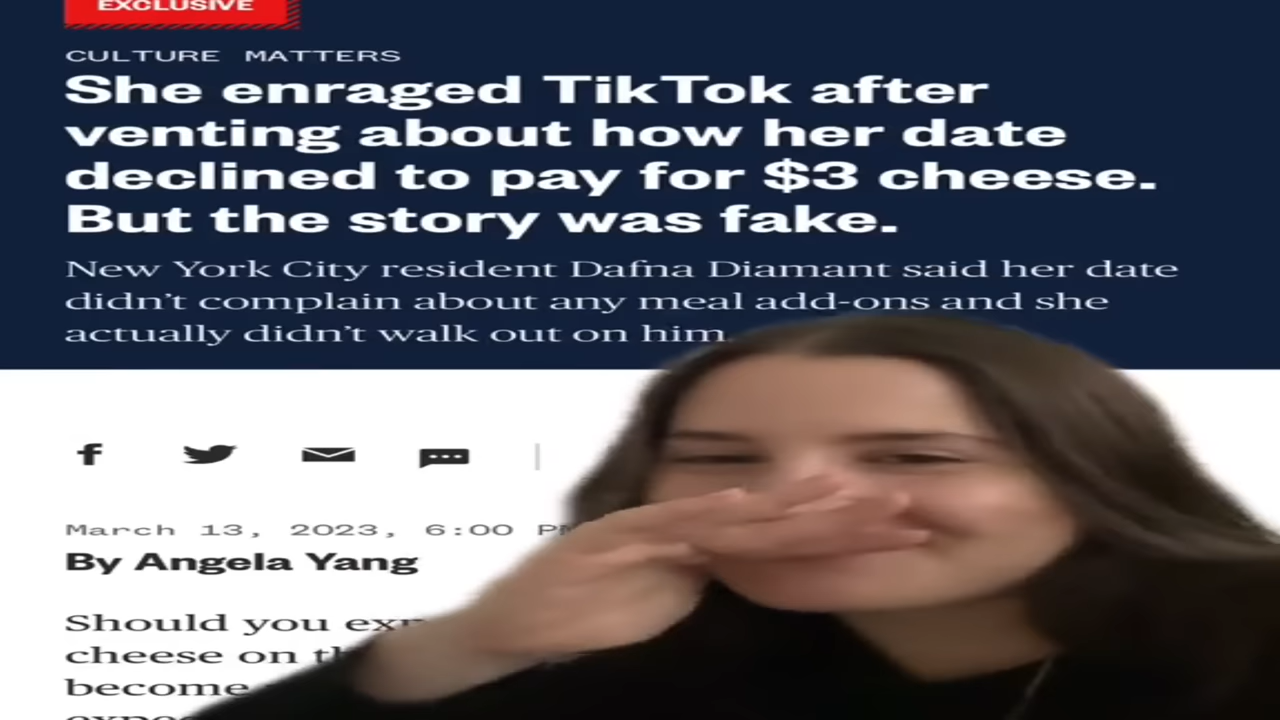 EXCLUSIVE
CULTURE MATTERS
She enraged TikTok after
venting about how her date
declined to pay for $3 cheese.
But the story was fake.
New York City resident Dafna Diamant said her date
didn't complain about any meal add-ons and she
actually didn't walk out on him.
March 13, 2023, 6:00 PM
By Angela Yang
Should you
cheese on
become